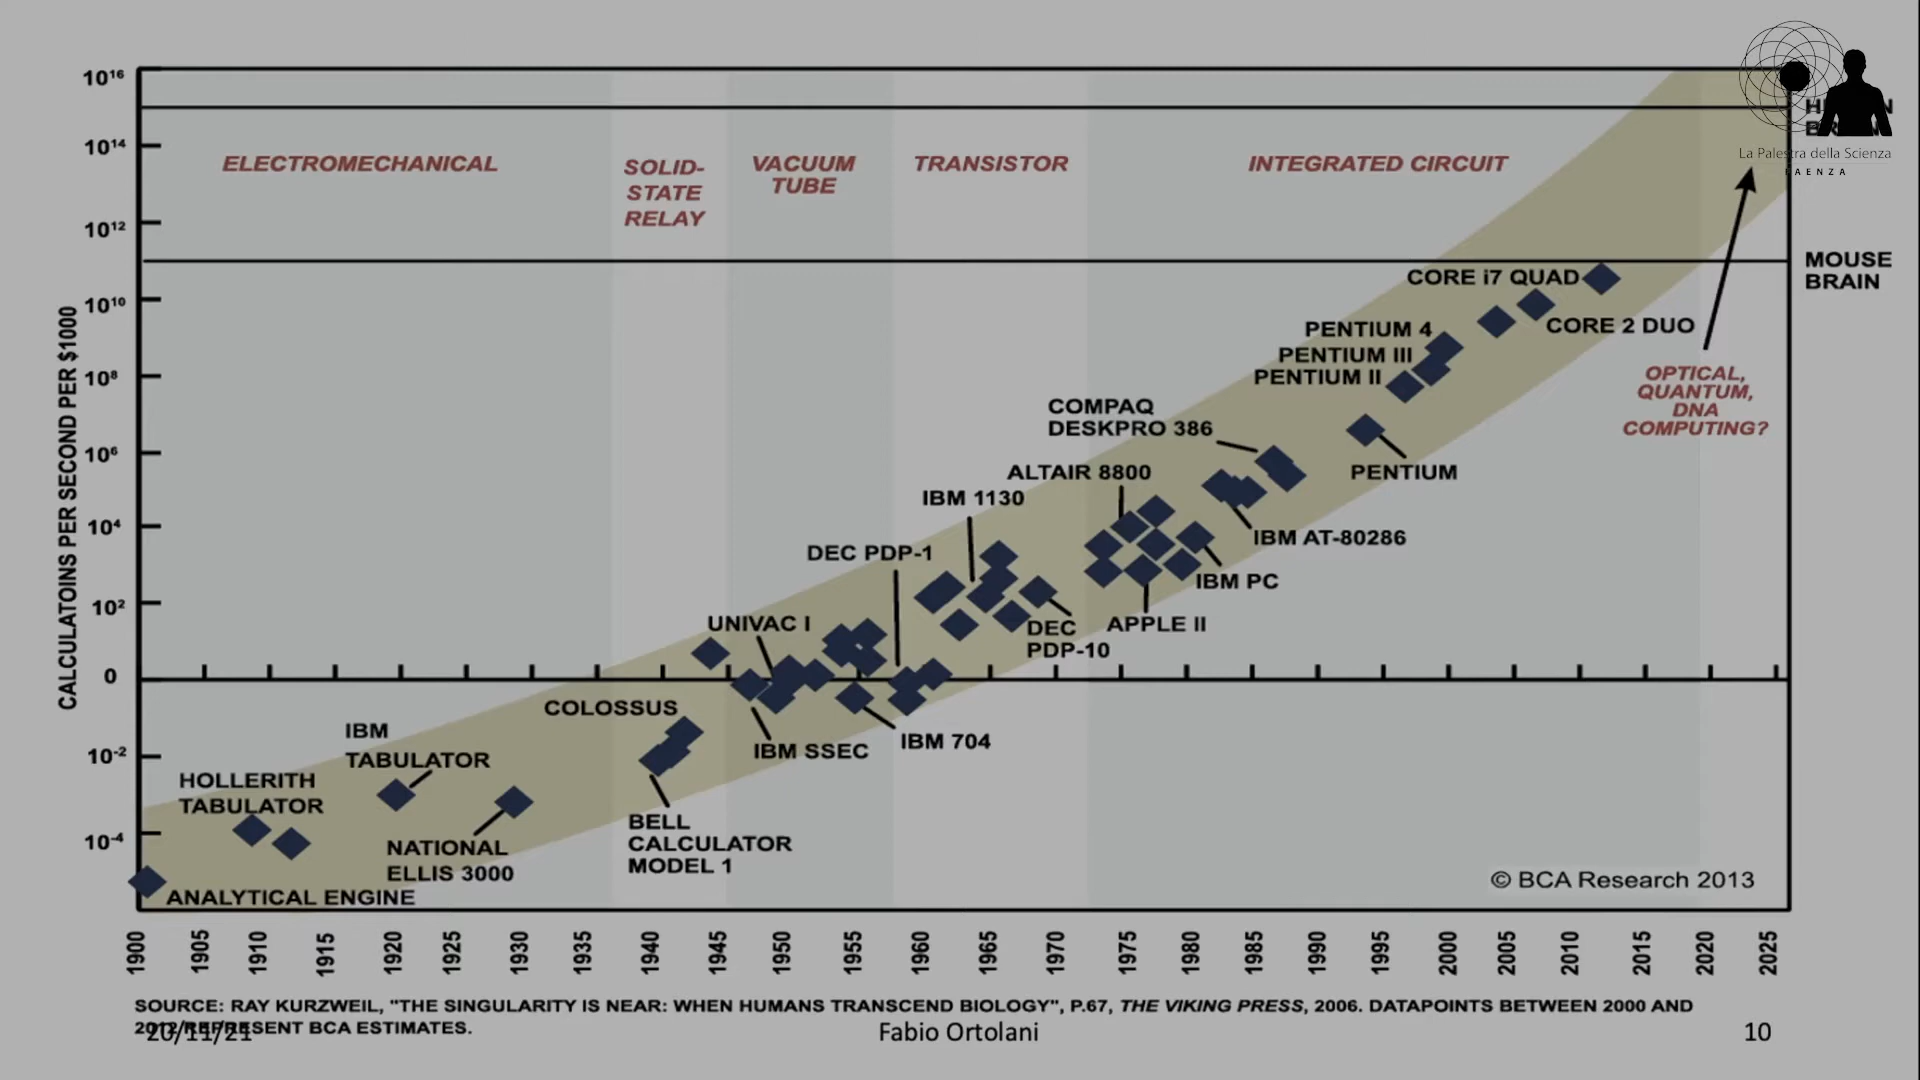 10¹⁶
10¹⁴
10¹²
10¹⁰
10⁸
10⁶
10⁴
10²
0
10⁻²
10⁻⁴
CALCULATOINS PER SECOND PER $1000
ELECTROMECHANICAL
SOLID-
STATE
RELAY
VACUUM
TUBE
TRANSISTOR
INTEGRATED CIRCUIT
La Palestra della Scienza
FAENZA
MOUSE
BRAIN
CORE i7 QUAD
CORE 2 DUO
PENTIUM 4
PENTIUM III
PENTIUM II
OPTICAL,
QUANTUM,
DNA
COMPUTING?
COMPAQ
DESKPRO 386
PENTIUM
ALTAIR 8800
IBM 1130
IBM AT-80286
DEC PDP-1
IBM PC
UNIVAC I
DEC
PDP-10
APPLE II
COLOSSUS
IBM SSEC
IBM 704
IBM
TABULATOR
HOLLERITH
TABULATOR
NATIONAL
ELLIS 3000
BELL
CALCULATOR
MODEL 1
ANALYTICAL ENGINE
© BCA Research 2013
1900
1905
1910
1915
1920
1925
1930
1935
1940
1945
1950
1955
1960
1965
1970
1975
1980
1985
1990
1995
2000
2005
2010
2015
2020
2025
SOURCE: RAY KURZWEIL, "THE SINGULARITY IS NEAR: WHEN HUMANS TRANSCEND BIOLOGY", P.67, THE VIKING PRESS, 2006. DATAPOINTS BETWEEN 2000 AND
2012 REPRESENT BCA ESTIMATES.
20/11/21
Fabio Ortolani
10